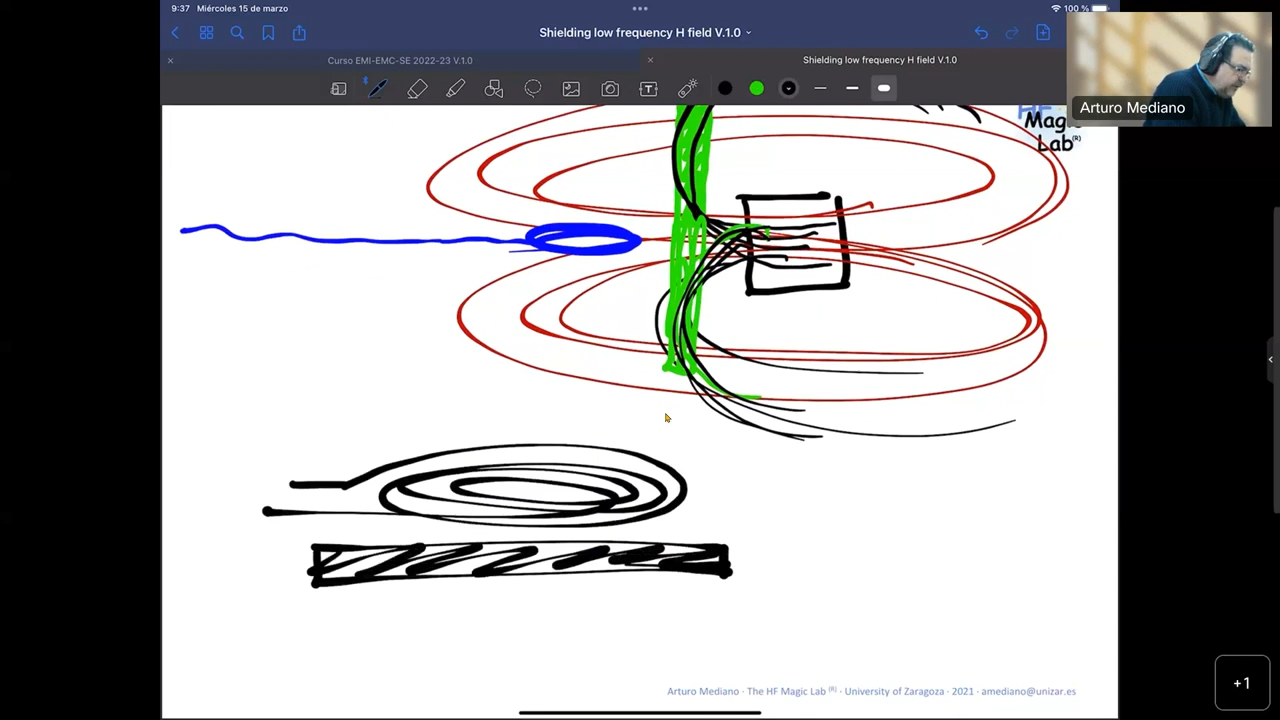 9:37 Miércoles 15 de marzo
100 %
Shielding low frequency H field V.1.0
Curso EMI-EMC-SE 2022-23 V.1.0
Shielding low frequency H field V.1.0
Arturo Mediano
HF
Magic
Lab(R)
Arturo Mediano · The HF Magic Lab (R) · University of Zaragoza · 2021 · amediano@unizar.es
+1